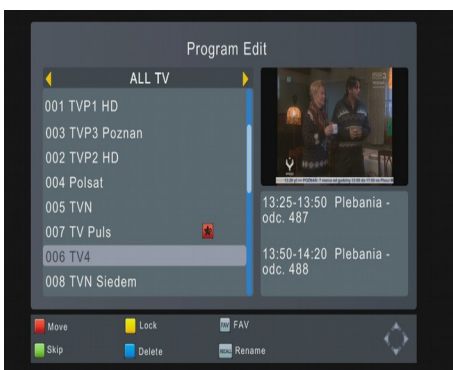 Program Edit
ALL TV
001 TVP1 HD
003 TVP3 Poznan
002 TVP2 HD
004 Polsat
005 TVN
007 TV Puls
006 TV4
008 TVN Siedem
13:25-13:50 Plebania -
odc. 487
13:50-14:20 Plebania -
odc. 488
Move
Lock
FAV FAV
Skip
Delete
RECALL Rename